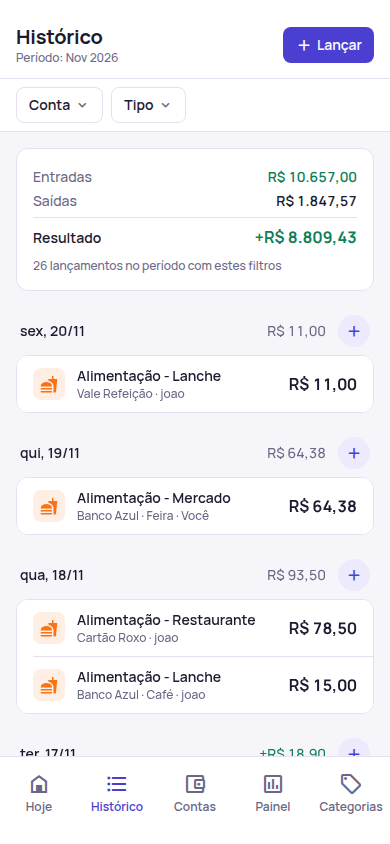 Histórico
Período: Nov 2026
Lançar
Conta
Tipo
Entradas R$ 10.657,00
Saídas R$ 1.847,57
Resultado +R$ 8.809,43
26 lançamentos no período com estes filtros
sex, 20/11 R$ 11,00
Alimentação - Lanche
Vale Refeição · joao
R$ 11,00
qui, 19/11 R$ 64,38
Alimentação - Mercado
Banco Azul · Feira · Você
R$ 64,38
qua, 18/11 R$ 93,50
Alimentação - Restaurante
Cartão Roxo · joao
R$ 78,50
Alimentação - Lanche
Banco Azul · Café · joao
R$ 15,00
ter, 17/11 +R$ 18,90
Hoje
Histórico
Contas
Painel
Categorias